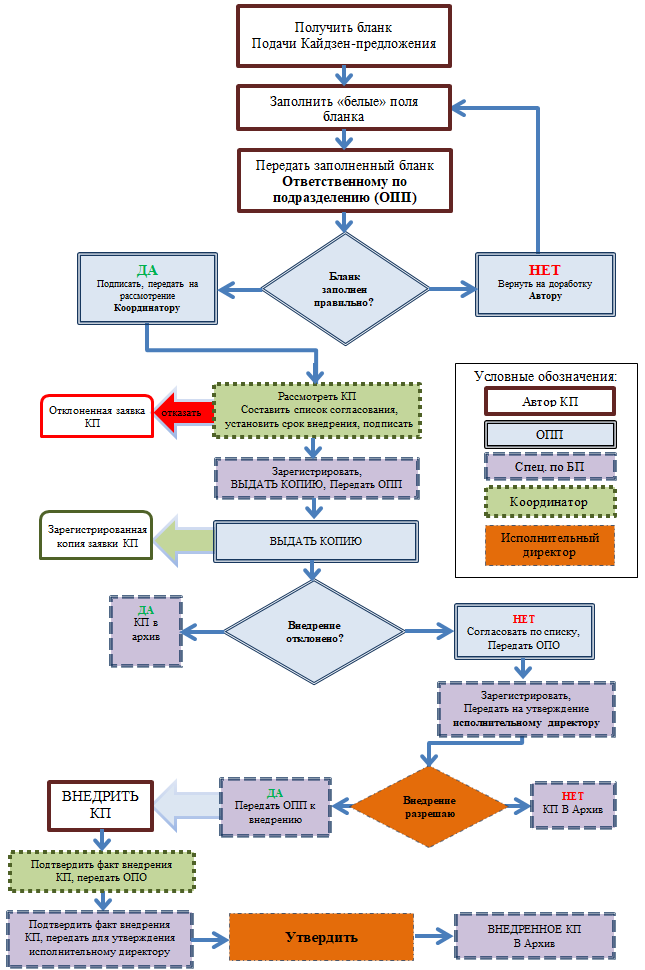 Получить бланк
Подачи Кайдзен-предложения
Заполнить «белые» поля
бланка
Передать заполненный бланк
Ответственному по
подразделению (ОПП)
Бланк
заполнен
правильно?
ДА
Подписать, передать на
рассмотрение
Координатору
НЕТ
Вернуть на доработку
Автору
Рассмотреть КП
Составить список согласования,
установить срок внедрения, подписать
отказать
Отклоненная заявка
КП
Зарегистрировать,
ВЫДАТЬ КОПИЮ, Передать ОПП
ВЫДАТЬ КОПИЮ
Зарегистрированная
копия заявки КП
Условные обозначения:
Автор КП
ОПП
Спец. по БП
Координатор
Исполнительный
директор
Внедрение
отклонено?
ДА
КП в
архив
НЕТ
Согласовать по списку,
Передать ОПО
Зарегистрировать,
Передать на утверждение
исполнительному директору
Внедрение
разрешаю
ДА
Передать ОПП к
внедрению
НЕТ
КП В Архив
ВНЕДРИТЬ
КП
Подтвердить факт внедрения
КП, передать ОПО
Подтвердить факт внедрения
КП, передать для утверждения
исполнительному директору
Утвердить
ВНЕДРЕННОЕ КП
В Архив